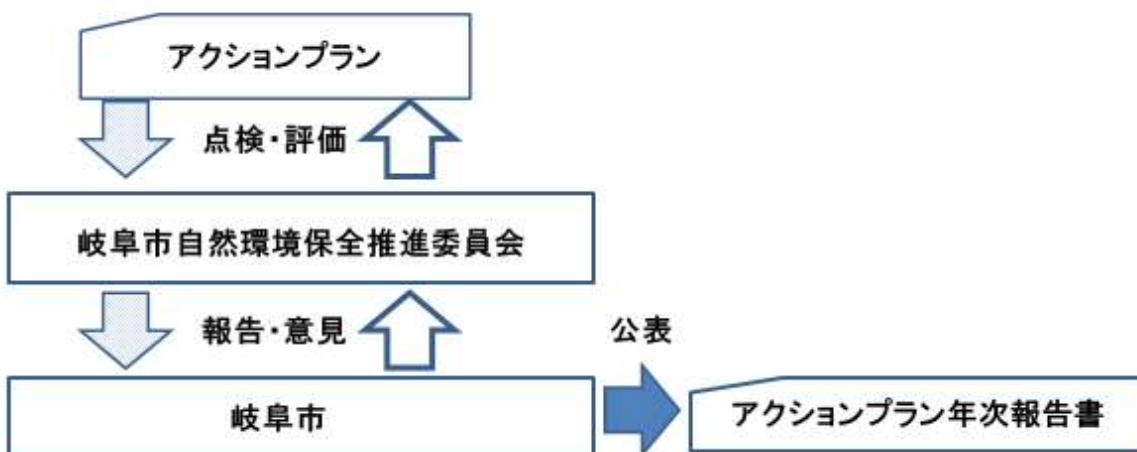 アクションプラン
点検・評価
岐阜市自然環境保全推進委員会
報告・意見
公表
岐阜市
アクションプラン年次報告書